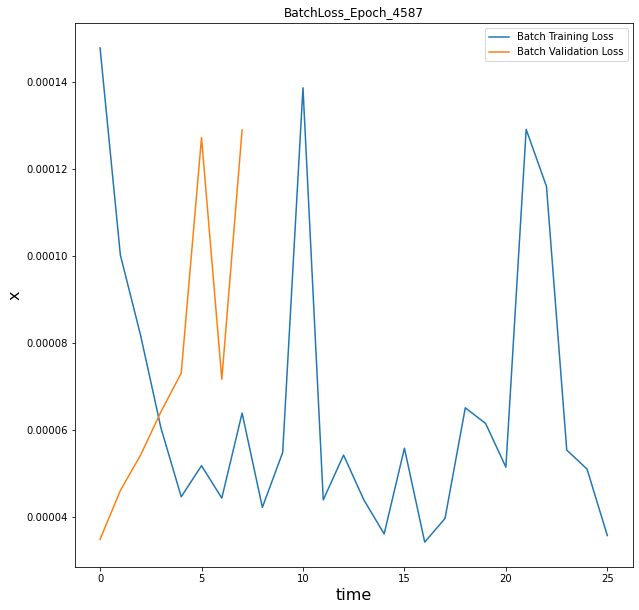 BatchLoss_Epoch_4587
Batch Training Loss
Batch Validation Loss
0.00014
0.00012
0.00010
0.00008
0.00006
0.00004
x
0 5 10 15 20 25
time